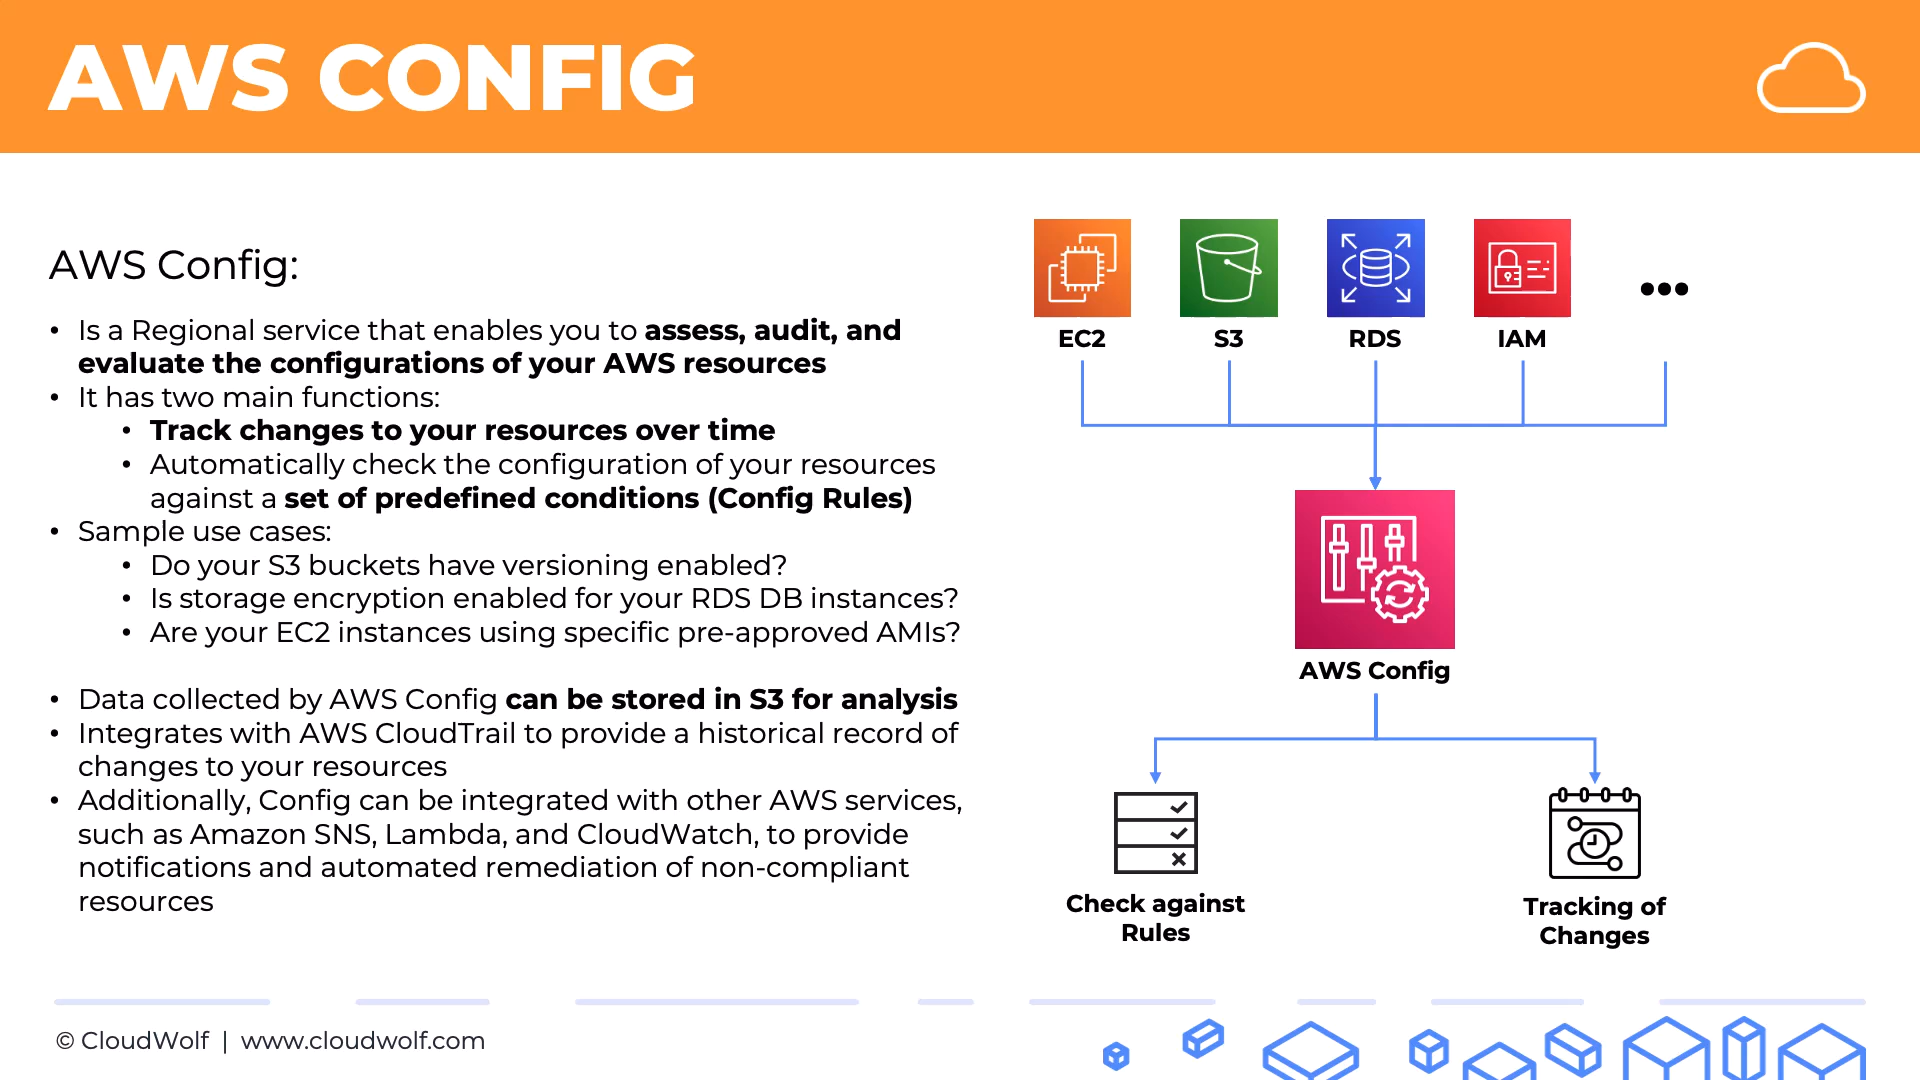 AWS CONFIG
AWS Config:
• Is a Regional service that enables you to assess, audit, and
evaluate the configurations of your AWS resources
• It has two main functions:
• Track changes to your resources over time
• Automatically check the configuration of your resources
against a set of predefined conditions (Config Rules)
• Sample use cases:
• Do your S3 buckets have versioning enabled?
• Is storage encryption enabled for your RDS DB instances?
• Are your EC2 instances using specific pre-approved AMIs?
• Data collected by AWS Config can be stored in S3 for analysis
• Integrates with AWS CloudTrail to provide a historical record of
changes to your resources
• Additionally, Config can be integrated with other AWS services,
such as Amazon SNS, Lambda, and CloudWatch, to provide
notifications and automated remediation of non-compliant
resources
EC2
S3
RDS
IAM
...
AWS Config
Check against
Rules
Tracking of
Changes
© CloudWolf | www.cloudwolf.com